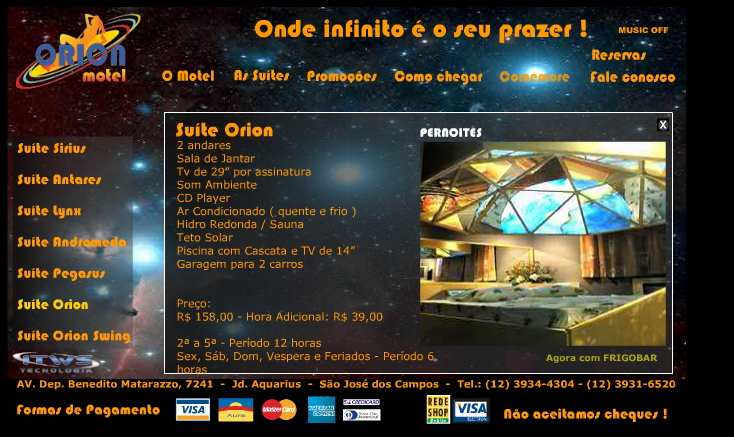 Onde infinito é o seu prazer !
MUSIC OFF
ORION
motel
Reservas
O Motel
As Suítes
Promoções
Como chegar
Comemore
Fale conosco
Suíte Orion
PERNOITES
X
2 andares
Sala de Jantar
Tv de 29” por assinatura
Som Ambiente
CD Player
Ar Condicionado ( quente e frio )
Hidro Redonda / Sauna
Teto Solar
Piscina com Cascata e TV de 14”
Garagem para 2 carros
Preço:
R$ 158,00 - Hora Adicional: R$ 39,00
2ª a 5ª - Período 12 horas
Sex, Sáb, Dom, Vespera e Feriados - Período 6
horas
Agora com FRIGOBAR
Suíte Sirius
Suíte Antares
Suíte Lynx
Suíte Andromeda
Suíte Pegasus
Suíte Orion
Suíte Orion Swing
ITWS
TECNOLOGIA
AV. Dep. Benedito Matarazzo, 7241 - Jd. Aquarius - São José dos Campos - Tel.: (12) 3934-4304 - (12) 3931-6520
Formas de Pagamento
VISA
Aura
MasterCard
AMERICAN EXPRESS
CREDICARD
REDE
SHOP
VISA
Não aceitamos cheques !